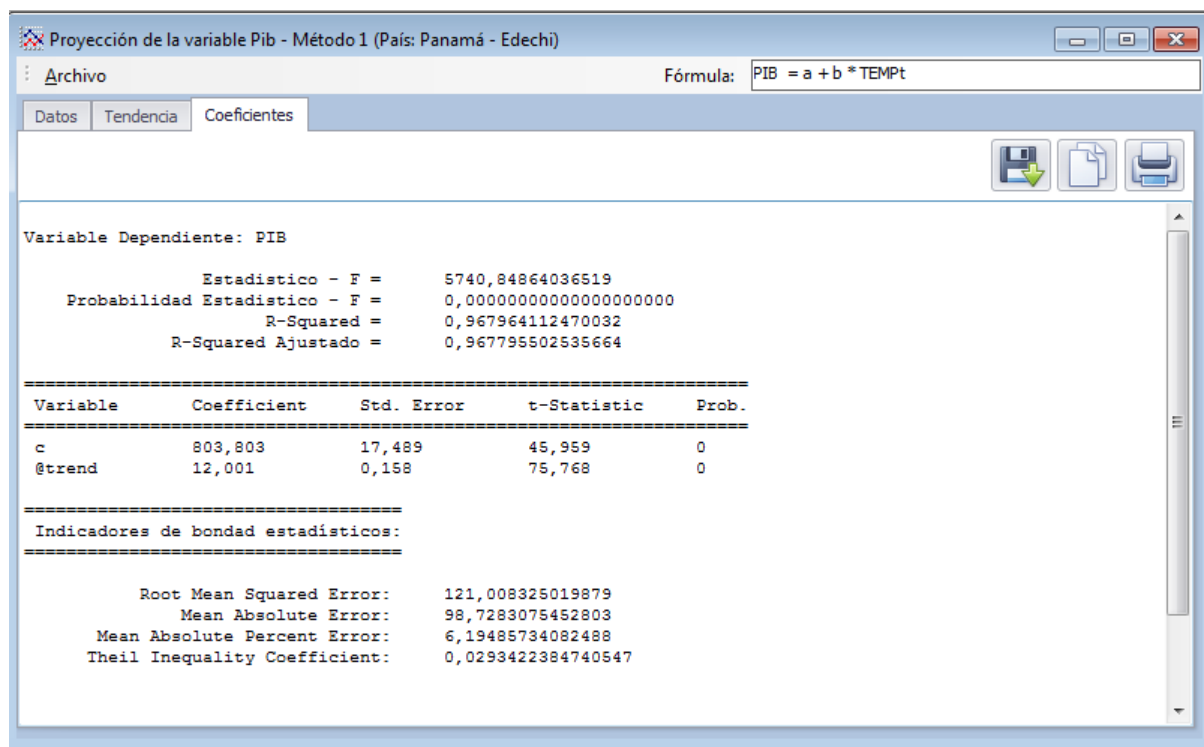 Proyección de la variable Pib - Método 1 (País: Panamá - Edechi)
Archivo Fórmula: PIB = a + b * TEMPt
Datos Tendencia Coeficientes
Variable Dependiente: PIB
Estadistico - F = 5740,84864036519
Probabilidad Estadistico - F = 0,00000000000000000000
R-Squared = 0,967964112470032
R-Squared Ajustado = 0,967795502535664
Variable Coefficient Std. Error t-Statistic Prob.
c 803,803 17,489 45,959 0
@trend 12,001 0,158 75,768 0
Indicadores de bondad estadísticos:
Root Mean Squared Error: 121,008325019879
Mean Absolute Error: 98,7283075452803
Mean Absolute Percent Error: 6,19485734082488
Theil Inequality Coefficient: 0,0293422384740547